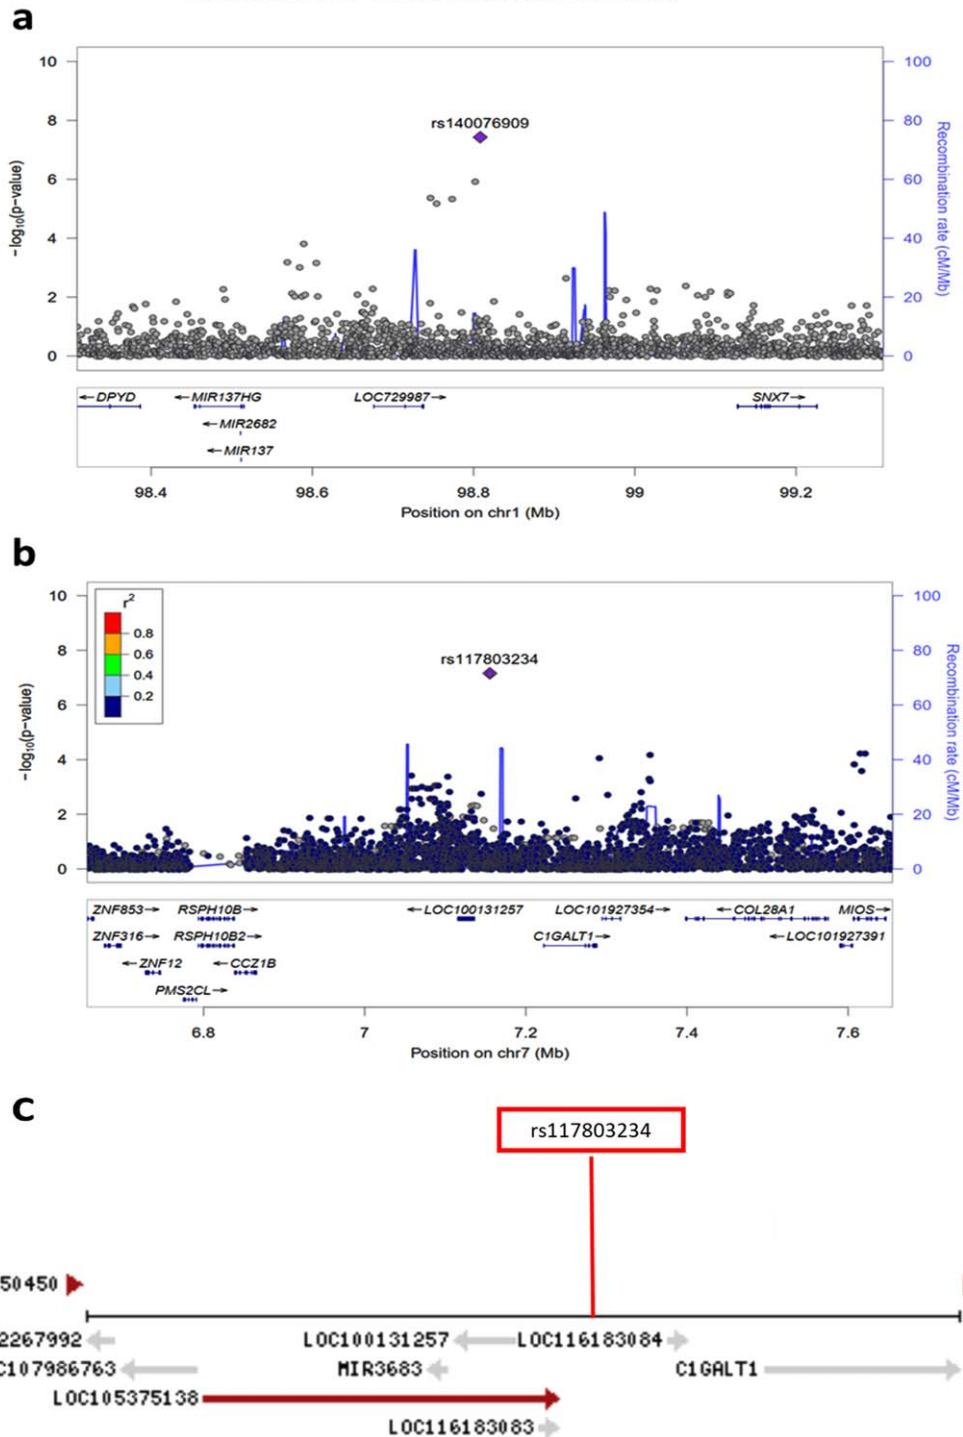 a
10
8
6
4
2
0
-log10(p-value)
100
80
60
40
20
0
Recombination rate (cM/Mb)
rs140076909
←DPYD ←MIR137HG LOC729987→ SNX7→
←MIR2682
←MIR137
98.4 98.6 98.8 99 99.2
Position on chr1 (Mb)
b
10
8
6
4
2
0
-log10(p-value)
100
80
60
40
20
0
Recombination rate (cM/Mb)
r2
0.8
0.6
0.4
0.2
rs117803234
ZNF853→ RSPH10B→ ←LOC100131257 LOC101927354→ ←COL28A1 MIOS→
ZNF316→ RSPH10B2→ C1GALT1→ ←LOC101927391
←ZNF12 ←CCZ1B
PMS2CL→
6.8 7 7.2 7.4 7.6
Position on chr7 (Mb)
c
rs117803234
50450
2267992 LOC100131257 LOC116183084
C107986763 MIR3683 C1GALT1
LOC105375138
LOC116183083